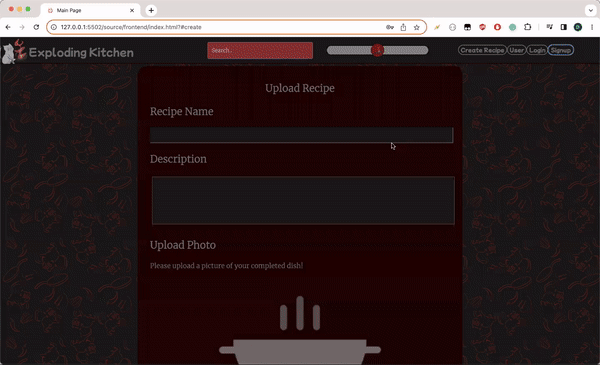 Main Page
127.0.0.1:5502/source/frontend/index.html?#create
Exploding Kitchen
Search...
Create Recipe
User
Login
Signup
Upload Recipe
Recipe Name
Description
Upload Photo
Please upload a picture of your completed dish!